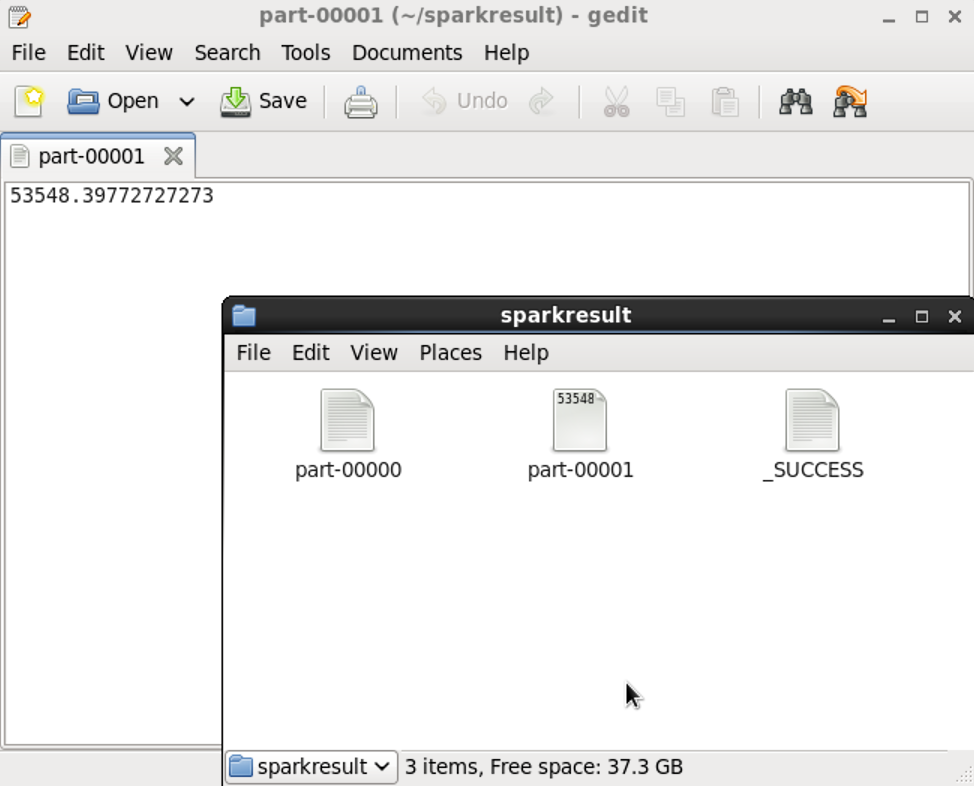 part-00001 (~/sparkresult) - gedit
File Edit View Search Tools Documents Help
Open Save Undo
part-00001
53548.39772727273
sparkresult
File Edit View Places Help
53548
part-00000 part-00001 _SUCCESS
sparkresult 3 items, Free space: 37.3 GB